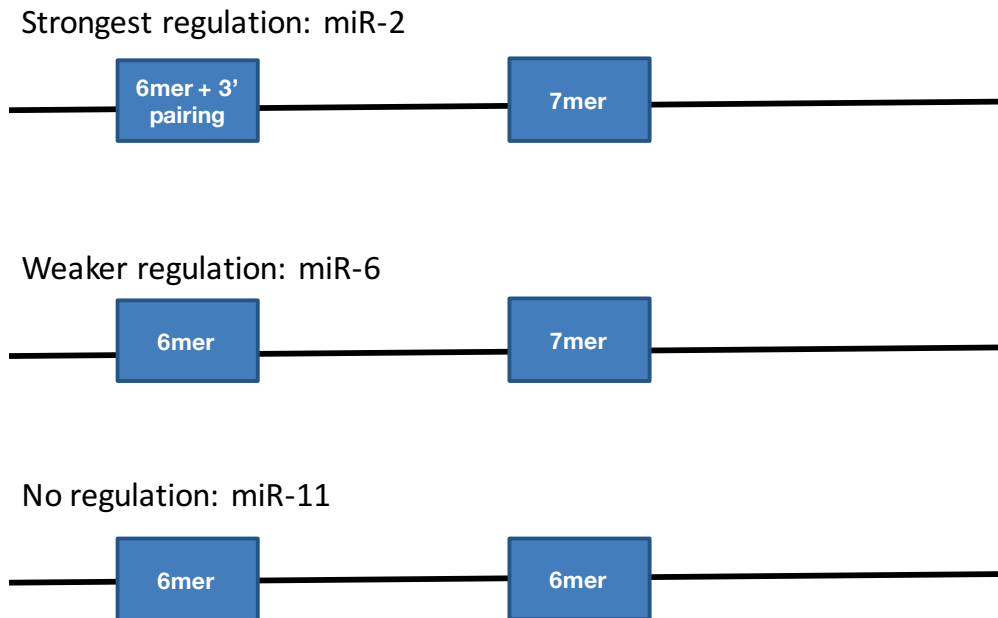 Strongest regulation: miR-2
6mer + 3’
pairing
7mer
Weaker regulation: miR-6
6mer
7mer
No regulation: miR-11
6mer
6mer